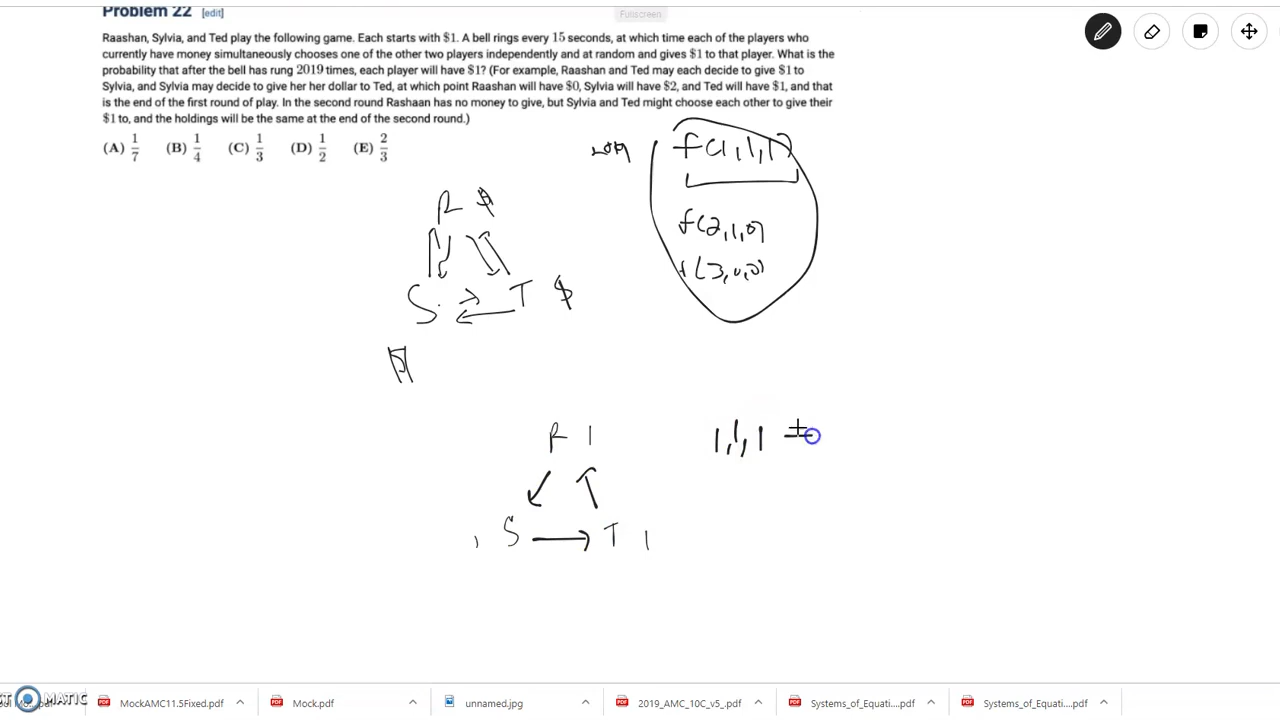 Problem 22 [edit]
Fullscreen
Raashan, Sylvia, and Ted play the following game. Each starts with $1. A bell rings every 15 seconds, at which time each of the players who
currently have money simultaneously chooses one of the other two players independently and at random and gives $1 to that player. What is the
probability that after the bell has rung 2019 times, each player will have $1? (For example, Raashan and Ted may each decide to give $1 to
Sylvia, and Sylvia may decide to give her her dollar to Ted, at which point Raashan will have $0, Sylvia will have $2, and Ted will have $1, and that
is the end of the first round of play. In the second round Rashaan has no money to give, but Sylvia and Ted might choose each other to give their
$1 to, and the holdings will be the same at the end of the second round.)
(A) 1/7 (B) 1/4 (C) 1/3 (D) 1/2 (E) 2/3
2019 f(1,1,1)
R $
f(2,1,0)
f(3,0,0)
S T $
R 1 1,1,1
1 S T 1
MATIC
MockAMC11.5Fixed.pdf
Mock.pdf
unnamed.jpg
2019_AMC_10C_v5_.pdf
Systems_of_Equati....pdf
Systems_of_Equati....pdf